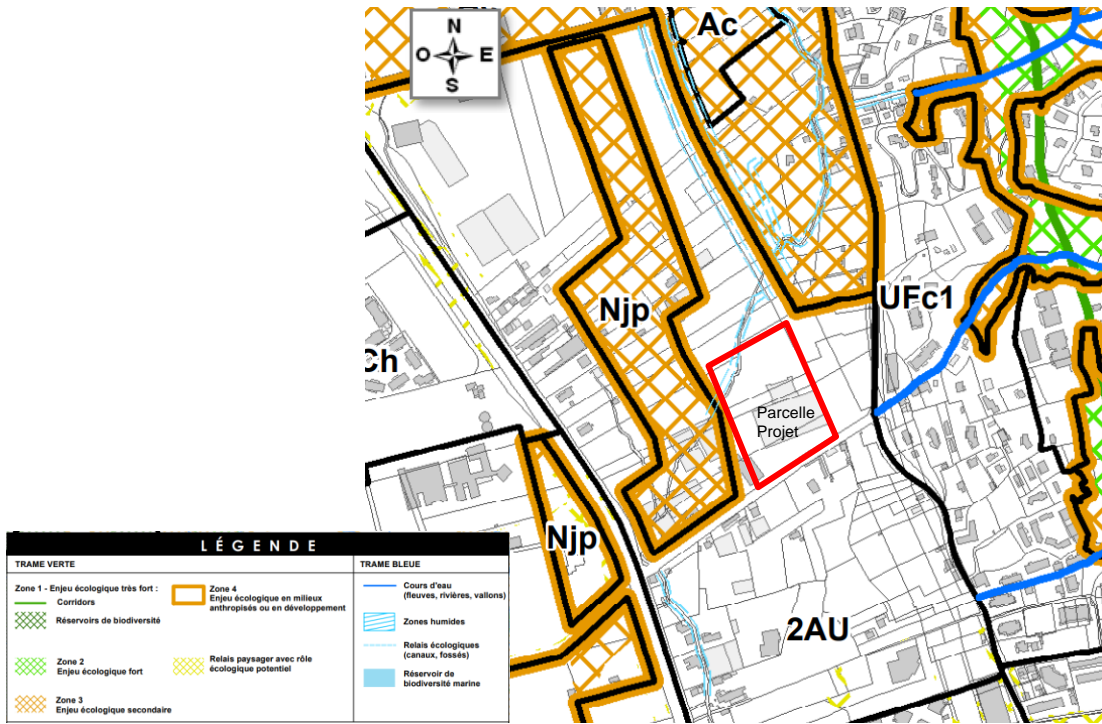 N
O E
S
Ac
Njp
UFc1
Ch
Parcelle
Projet
Njp
2AU
LÉGENDE
TRAME VERTE
Zone 1 - Enjeu écologique très fort :
Corridors
Réservoirs de biodiversité
Zone 2
Enjeu écologique fort
Zone 3
Enjeu écologique secondaire
Zone 4
Enjeu écologique en milieux
anthropisés ou en développement
Relais paysager avec rôle
écologique potentiel
TRAME BLEUE
Cours d'eau
(fleuves, rivières, vallons)
Zones humides
Relais écologiques
(canaux, fossés)
Réservoir de
biodiversité marine